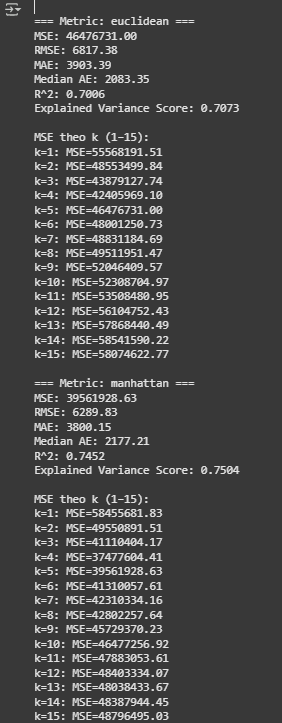 === Metric: euclidean ===
MSE: 46476731.00
RMSE: 6817.38
MAE: 3903.39
Median AE: 2083.35
R^2: 0.7006
Explained Variance Score: 0.7073
MSE theo k (1-15):
k=1: MSE=55568191.51
k=2: MSE=48553499.84
k=3: MSE=43879127.74
k=4: MSE=42405969.10
k=5: MSE=46476731.00
k=6: MSE=48001250.73
k=7: MSE=48831184.69
k=8: MSE=49511951.47
k=9: MSE=52046409.57
k=10: MSE=52308704.97
k=11: MSE=53508480.95
k=12: MSE=56104752.43
k=13: MSE=57868440.49
k=14: MSE=58541590.22
k=15: MSE=58074622.77
=== Metric: manhattan ===
MSE: 39561928.63
RMSE: 6289.83
MAE: 3800.15
Median AE: 2177.21
R^2: 0.7452
Explained Variance Score: 0.7504
MSE theo k (1-15):
k=1: MSE=58455681.83
k=2: MSE=49550891.51
k=3: MSE=41110404.17
k=4: MSE=37477604.41
k=5: MSE=39561928.63
k=6: MSE=41310057.61
k=7: MSE=42310334.16
k=8: MSE=42802257.64
k=9: MSE=45729370.23
k=10: MSE=46477256.92
k=11: MSE=47883053.61
k=12: MSE=48403334.07
k=13: MSE=48038433.67
k=14: MSE=48387944.45
k=15: MSE=48796495.03